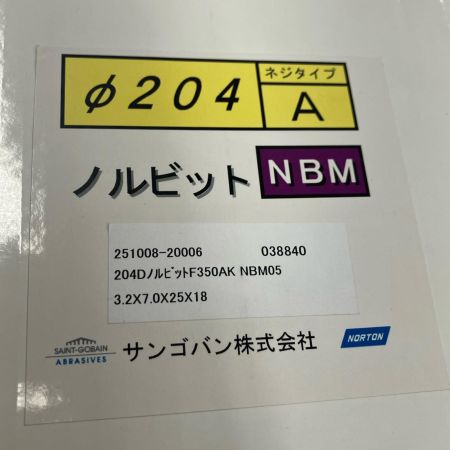 φ204
ネジタイプ
A
ノルビット NBM
251008-20006 038840
204DﾉﾙﾋﾞｯﾄF350AK NBM05
3.2X7.0X25X18
SAINT-GOBAIN
ABRASIVES
サンゴバン株式会社
NORTON